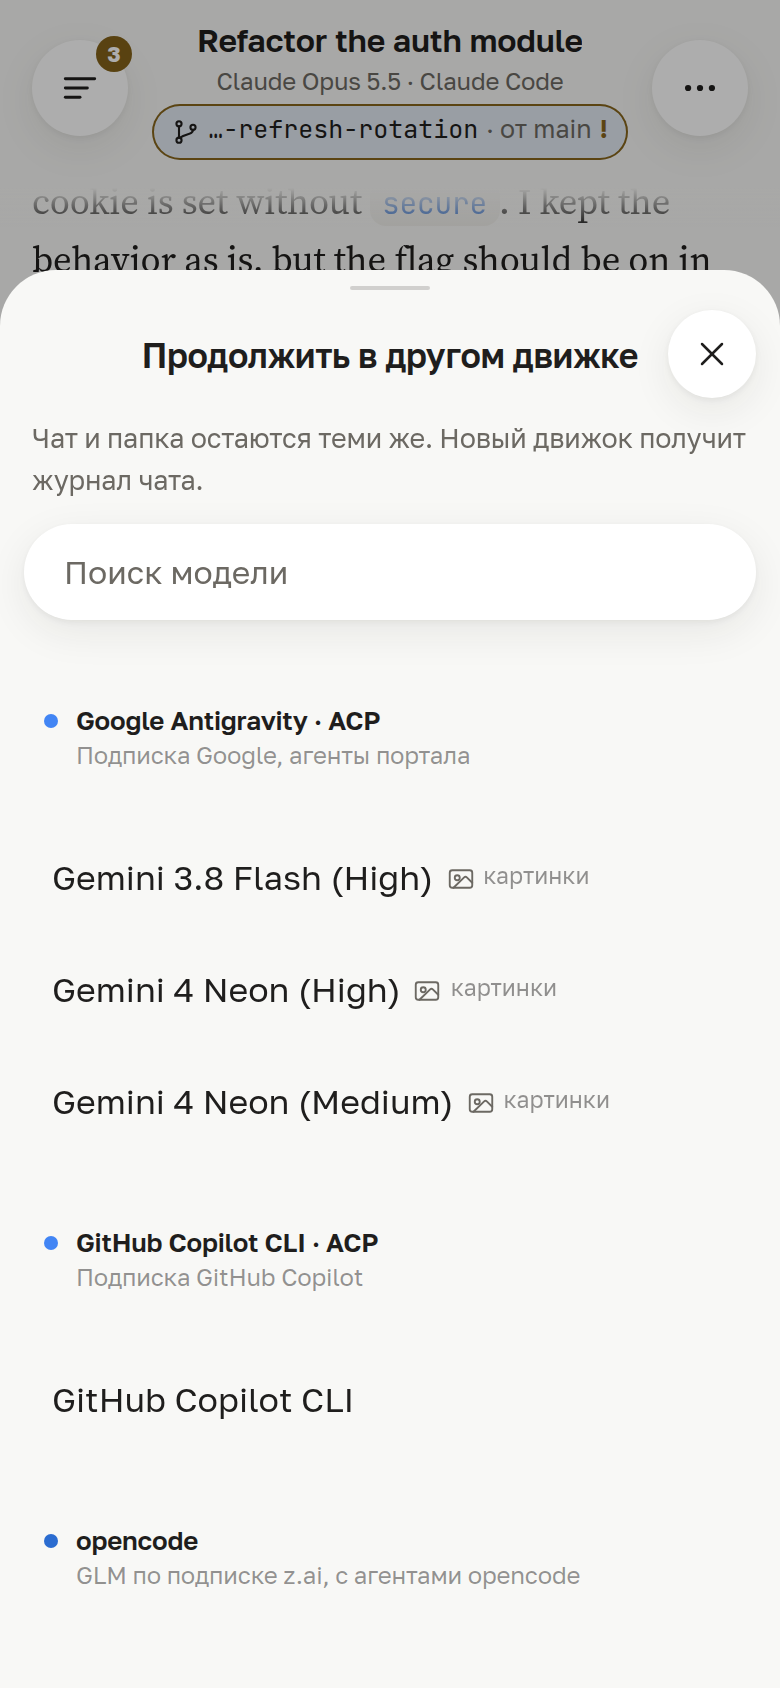 3
Refactor the auth module
Claude Opus 5.5 · Claude Code
…-refresh-rotation · от main !
cookie is set without secure. I kept the
behavior as is, but the flag should be on in
Продолжить в другом движке
Чат и папка остаются теми же. Новый движок получит
журнал чата.
Поиск модели
Google Antigravity · ACP
Подписка Google, агенты портала
Gemini 3.8 Flash (High) картинки
Gemini 4 Neon (High) картинки
Gemini 4 Neon (Medium) картинки
GitHub Copilot CLI · ACP
Подписка GitHub Copilot
GitHub Copilot CLI
opencode
GLM по подписке z.ai, с агентами opencode